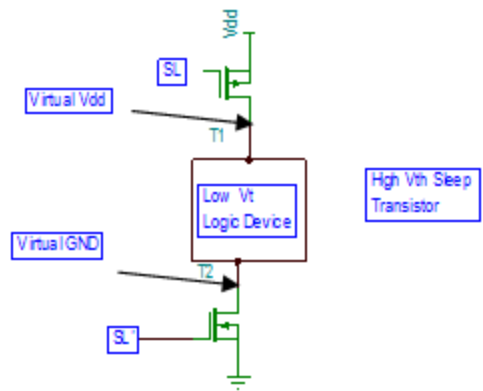 Vdd
SL
Virtual Vdd
T1
Low Vt
Logic Device
Hgh Vth Sleep
Transistor
Virtual GND
T2
SL'